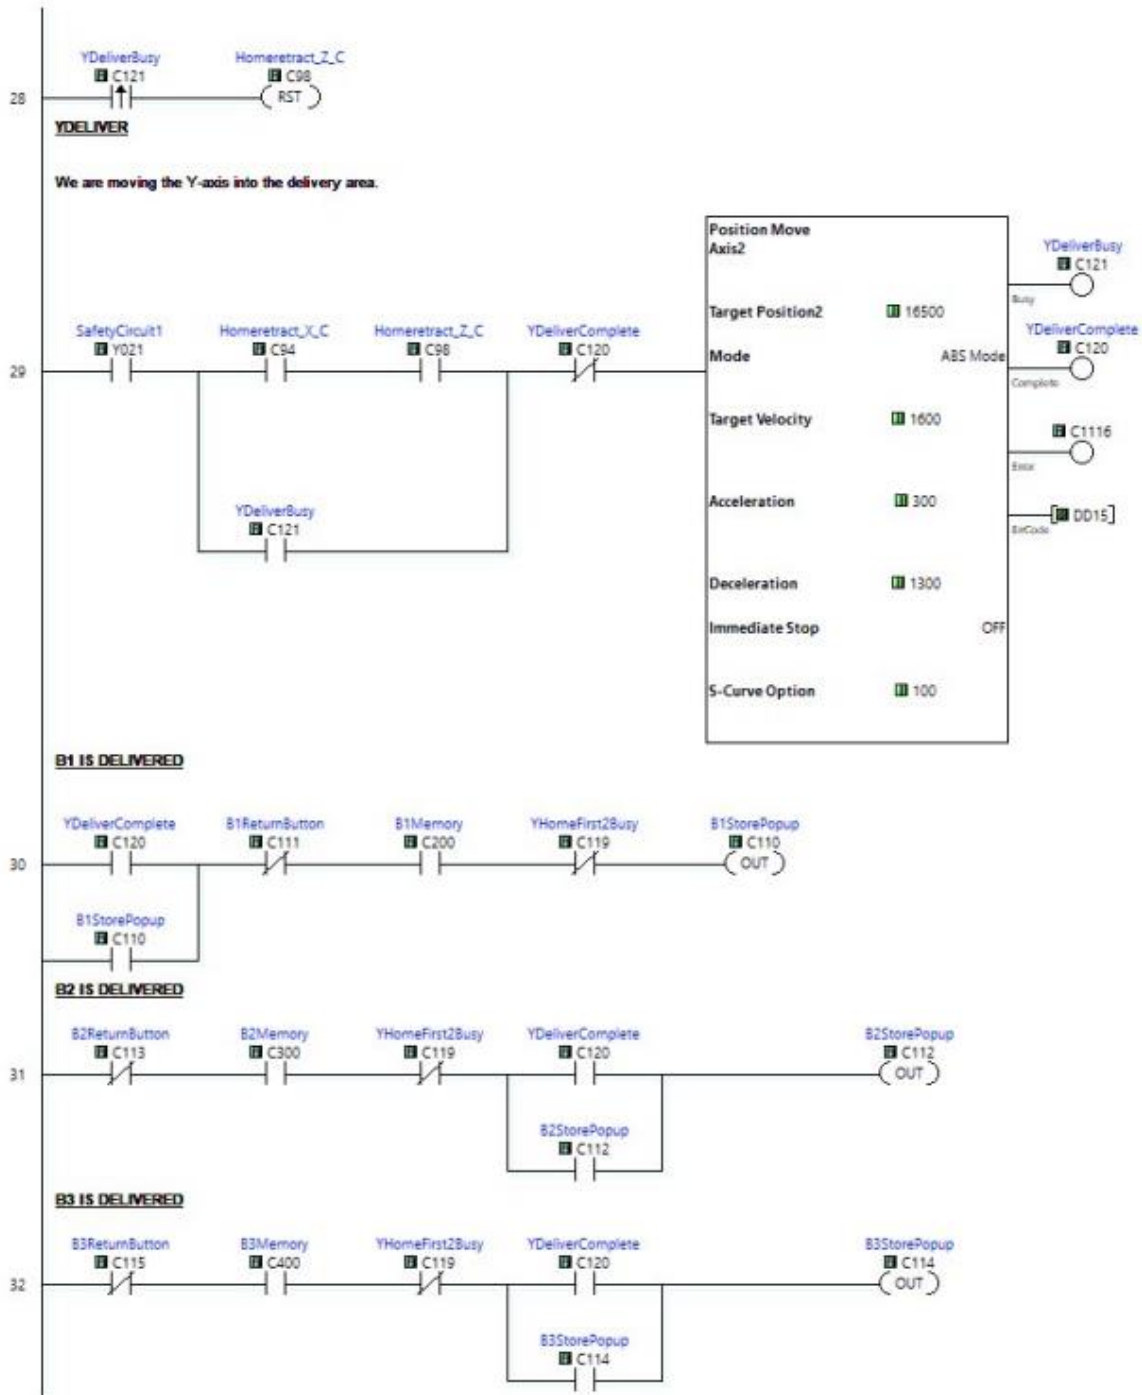 YDeliverBusy Homeretract_Z_C
C121 C98
28 RST
YDELIVER
We are moving the Y-axis into the delivery area.
Position Move
Axis2
YDeliverBusy
C121
Busy
Target Position2 16500
YDeliverComplete
C120
SafetyCircuit1 Homeretract_X_C Homeretract_Z_C YDeliverComplete
Y021 C94 C98 C120
29
Mode ABS Mode
Complete
Target Velocity 1600
C1116
Error
Acceleration 300
DD15
ErrCode
YDeliverBusy
C121
Deceleration 1300
Immediate Stop OFF
S-Curve Option 100
B1 IS DELIVERED
YDeliverComplete B1ReturnButton B1Memory YHomeFirst2Busy B1StorePopup
C120 C111 C200 C119 C110
30 OUT
B1StorePopup
C110
B2 IS DELIVERED
B2ReturnButton B2Memory YHomeFirst2Busy YDeliverComplete B2StorePopup
C113 C300 C119 C120 C112
31 OUT
B2StorePopup
C112
B3 IS DELIVERED
B3ReturnButton B3Memory YHomeFirst2Busy YDeliverComplete B3StorePopup
C115 C400 C119 C120 C114
32 OUT
B3StorePopup
C114